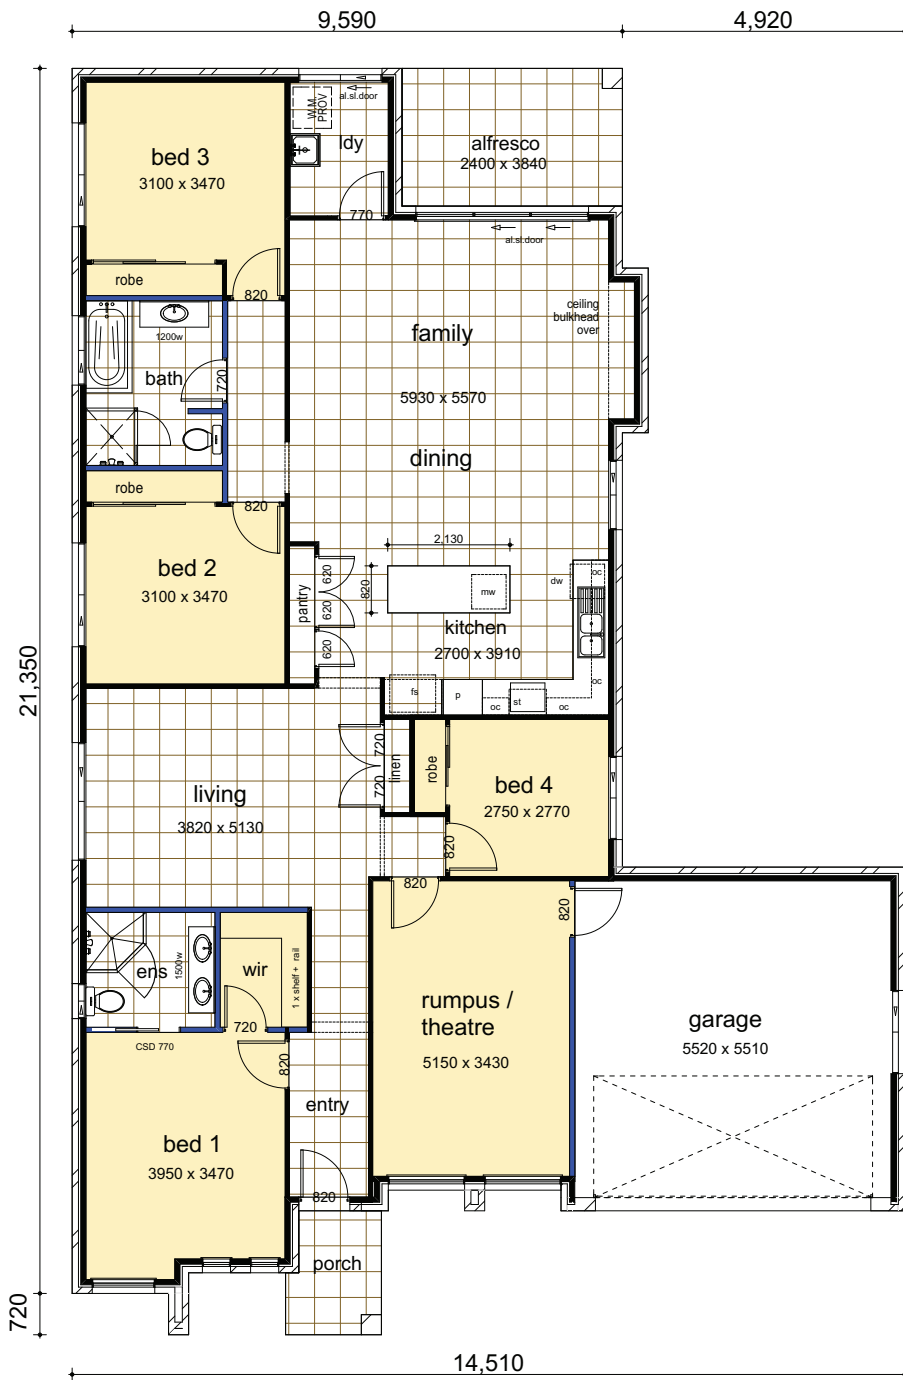 9,590
4,920
21,350
720
14,510
bed 3
3100 x 3470
robe
820
W.M.
PROV
al.sl.door
ldy
770
alfresco
2400 x 3840
al.sl.door
ceiling
bulkhead
over
family
5930 x 5570
dining
1200w
bath
720
robe
820
bed 2
3100 x 3470
pantry
620
620
620
2,130
820
mw
kitchen
2700 x 3910
dw
oc
oc
fs
p
oc
st
oc
living
3820 x 5130
720
720
linen
robe
bed 4
2750 x 2770
820
820
820
ens
1500w
wir
1 x shelf + rail
720
CSD 770
820
rumpus /
theatre
5150 x 3430
garage
5520 x 5510
entry
bed 1
3950 x 3470
820
porch